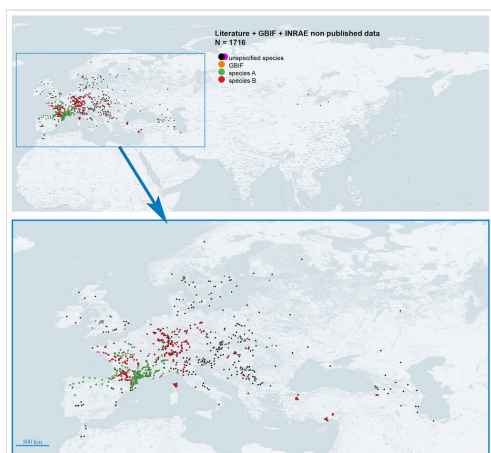 Literature + GBIF + INRAE non published data
N = 1716
unspecified species
GBIF
species A
species B
500 km